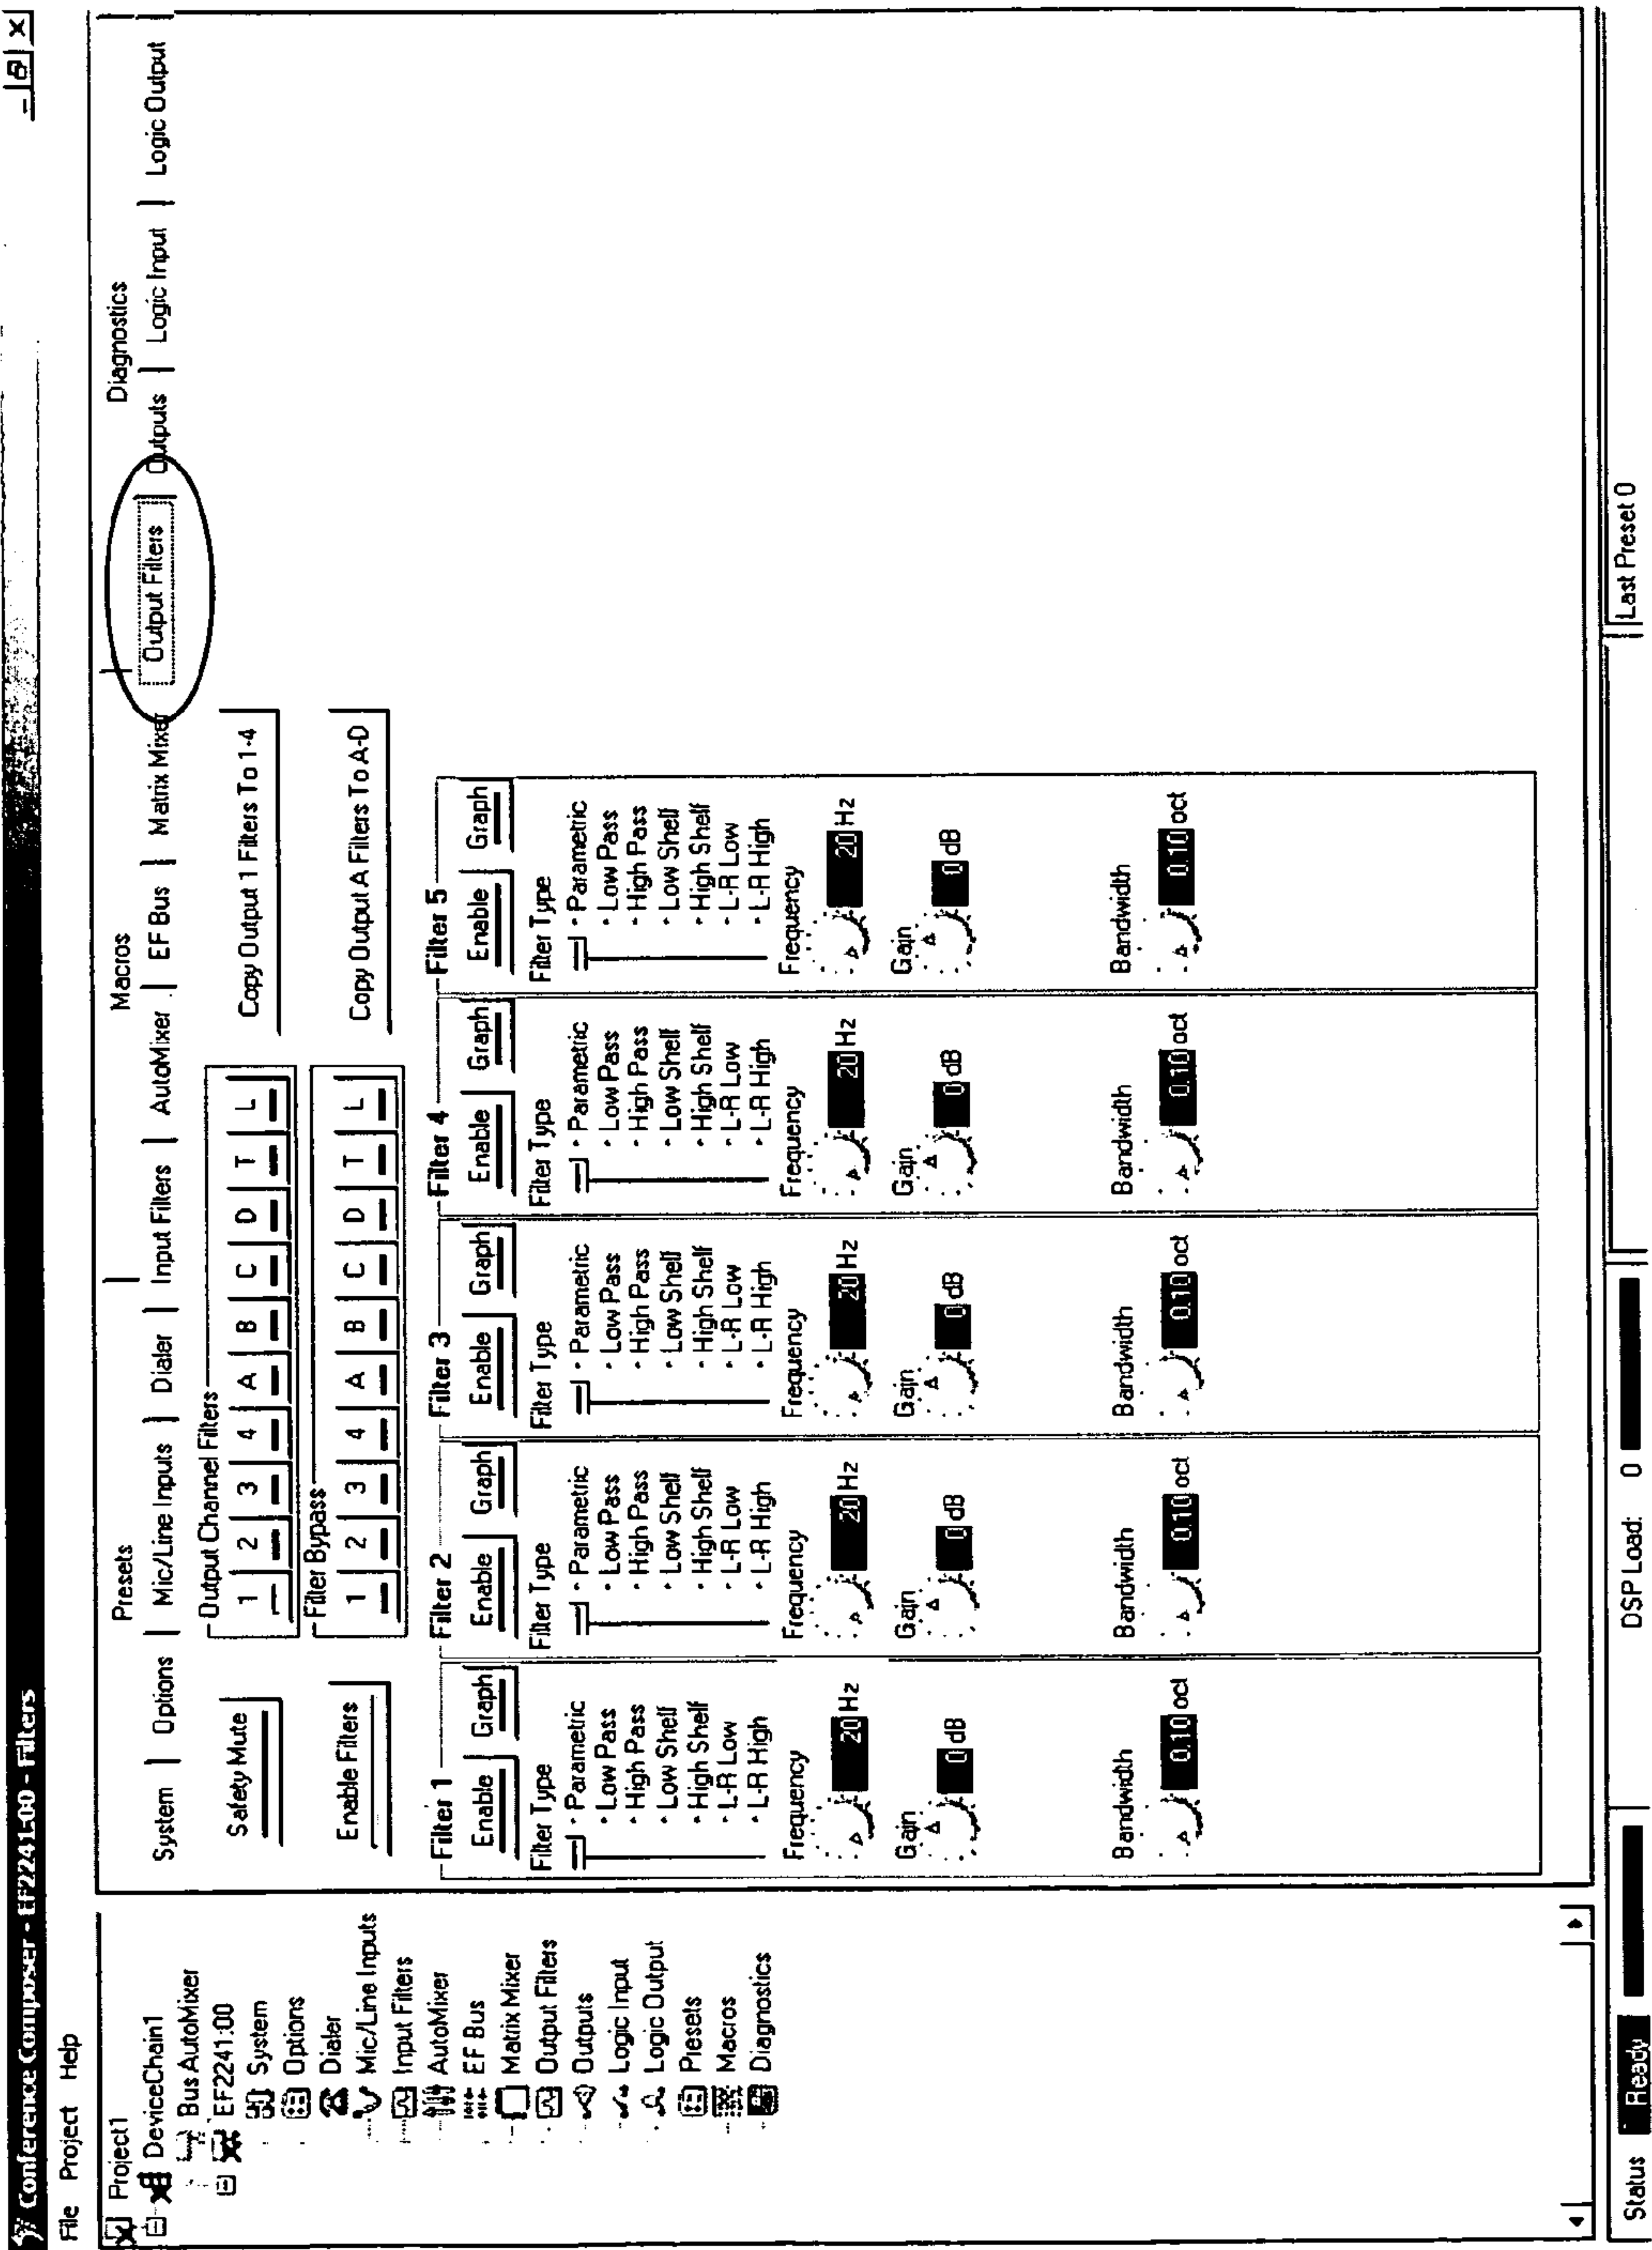 Conference Composer - EF2241:00 - Filters
File Project Help
Project1
DeviceChain1
Bus AutoMixer
EF2241:00
System
Options
Dialer
Mic/Line Inputs
Input Filters
AutoMixer
EF Bus
Matrix Mixer
Output Filters
Outputs
Logic Input
Logic Output
Presets
Macros
Diagnostics
Presets Macros Diagnostics
System Options Mic/Line Inputs Dialer Input Filters AutoMixer EF Bus Matrix Mixer Output Filters Outputs Logic Input Logic Output
Safety Mute
Output Channel Filters
1 2 3 4 A B C D T L
Copy Output 1 Filters To 1-4
Enable Filters
Filter Bypass
1 2 3 4 A B C D T L
Copy Output A Filters To A-D
Filter 1
Enable Graph
Filter Type
Parametric
Low Pass
High Pass
Low Shelf
High Shelf
L-R Low
L-R High
Frequency
20 Hz
Gain
0 dB
Bandwidth
0.10 oct
Filter 2
Enable Graph
Filter Type
Parametric
Low Pass
High Pass
Low Shelf
High Shelf
L-R Low
L-R High
Frequency
20 Hz
Gain
0 dB
Bandwidth
0.10 oct
Filter 3
Enable Graph
Filter Type
Parametric
Low Pass
High Pass
Low Shelf
High Shelf
L-R Low
L-R High
Frequency
20 Hz
Gain
0 dB
Bandwidth
0.10 oct
Filter 4
Enable Graph
Filter Type
Parametric
Low Pass
High Pass
Low Shelf
High Shelf
L-R Low
L-R High
Frequency
20 Hz
Gain
0 dB
Bandwidth
0.10 oct
Filter 5
Enable Graph
Filter Type
Parametric
Low Pass
High Pass
Low Shelf
High Shelf
L-R Low
L-R High
Frequency
20 Hz
Gain
0 dB
Bandwidth
0.10 oct
Status Ready DSP Load: 0 Last Preset 0